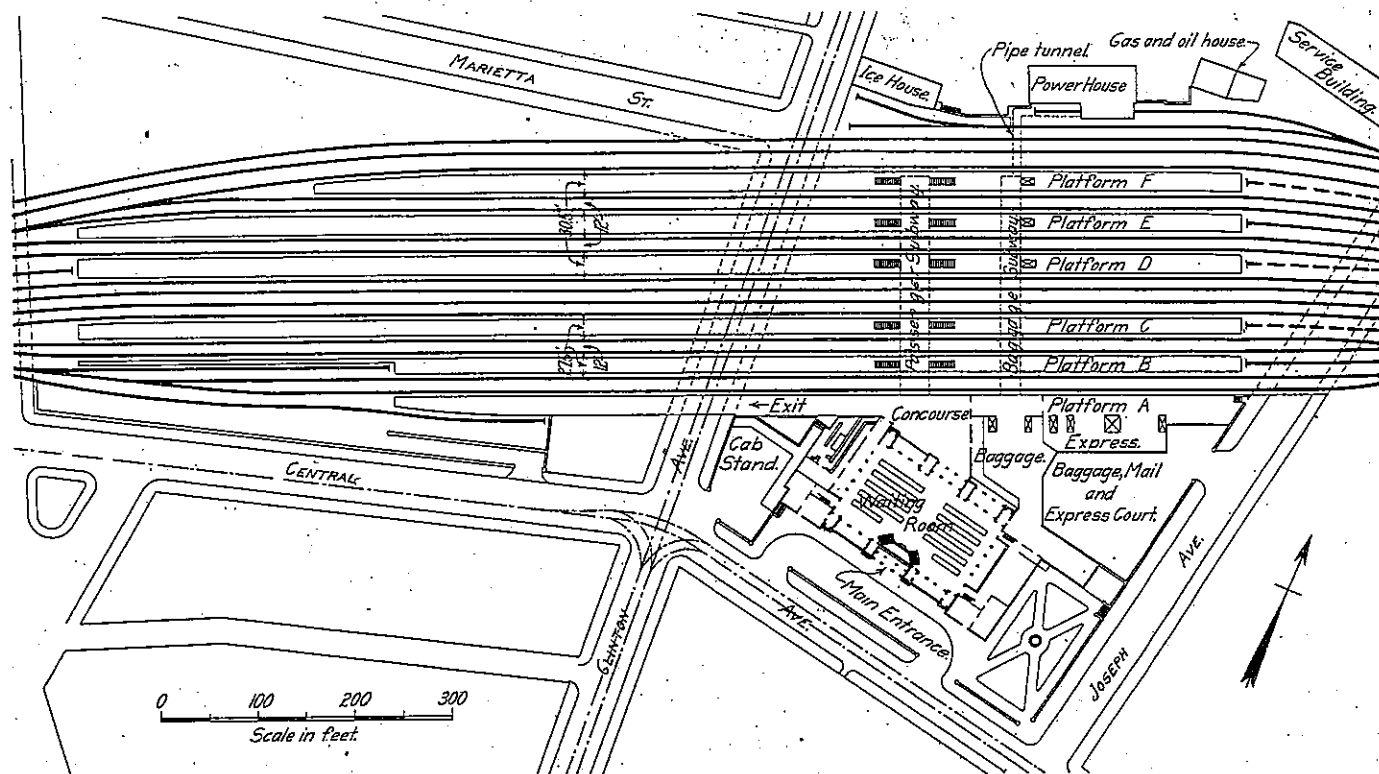 MARIETTA
ST.
Pipe tunnel.
Gas and oil house
Service
Building.
Ice House.
Power House
Platform F
Platform E
Platform D
Platform C
Platform B
Platform A
Passenger Subway.
Baggage Subway.
12'
12'
←Exit
Concourse
Express.
Cab
Stand.
Baggage.
Baggage, Mail
and
Express Court.
Waiting
Room
Main Entrance.
CENTRAL
AVE.
CLINTON
AVE.
JOSEPH
AVE.
0 100 200 300
Scale in feet.